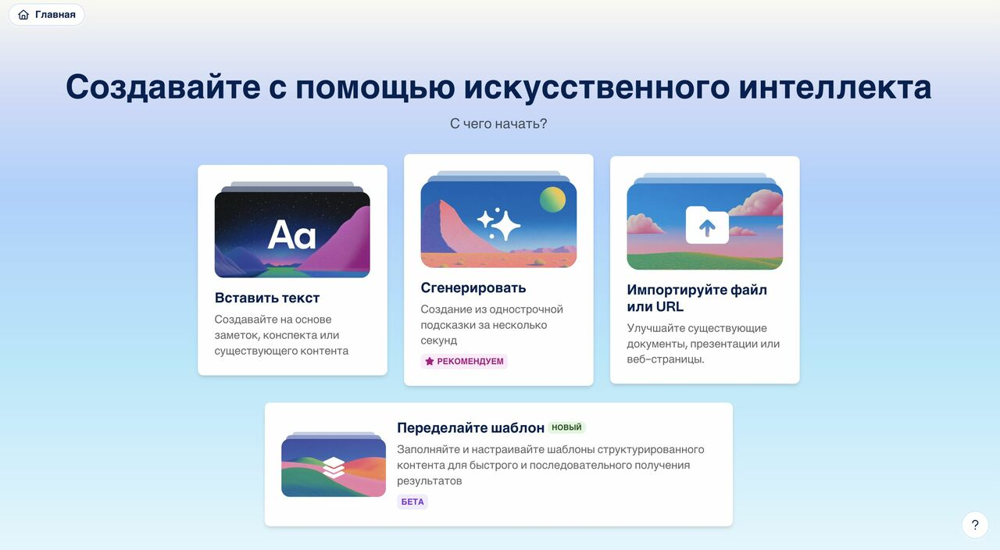 Главная
Создавайте с помощью искусственного интеллекта
С чего начать?
Aa
Вставить текст
Создавайте на основе
заметок, конспекта или
существующего контента
Сгенерировать
Создание из однострочной
подсказки за несколько
секунд
РЕКОМЕНДУЕМ
Импортируйте файл
или URL
Улучшайте существующие
документы, презентации или
веб-страницы.
Переделайте шаблон НОВЫЙ
Заполняйте и настраивайте шаблоны структурированного
контента для быстрого и последовательного получения
результатов
БЕТА
?